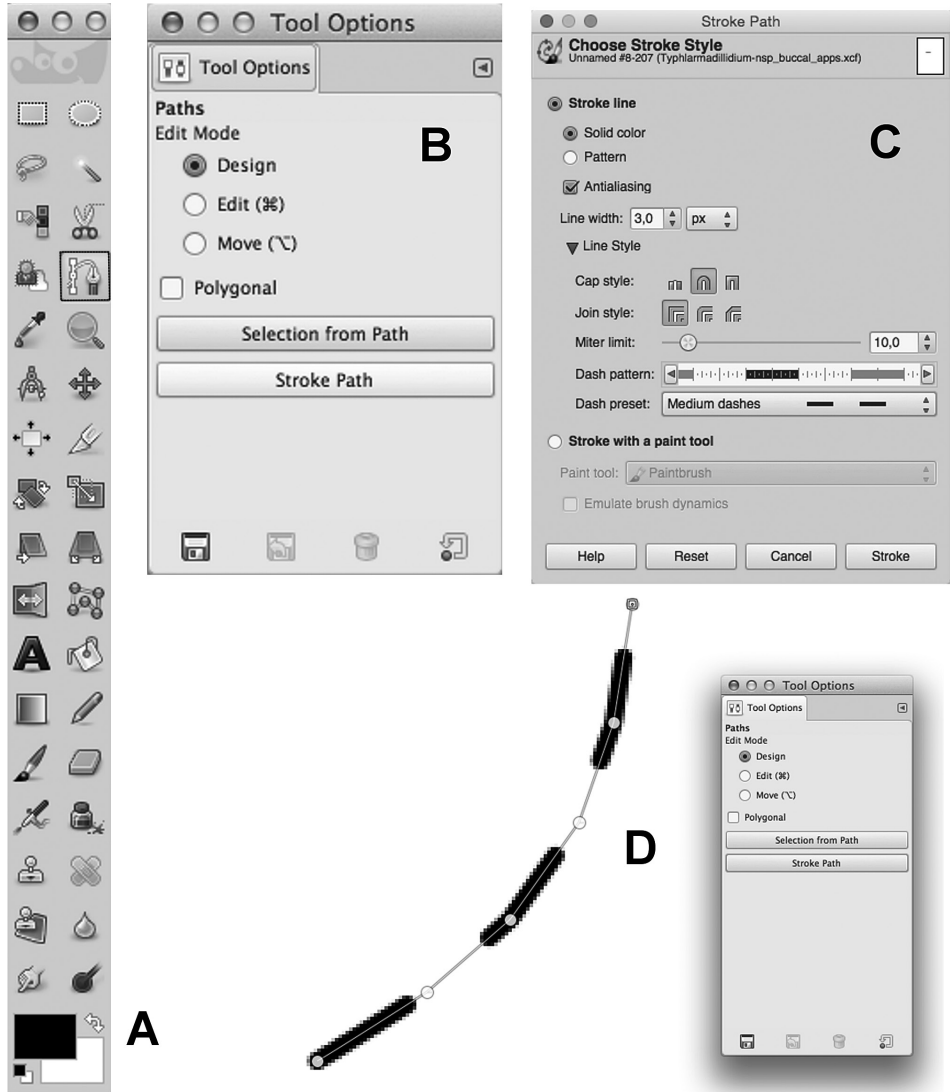 Tool Options
Tool Options
Paths
Edit Mode
Design
Edit (⌘)
Move (⌥)
Polygonal
Selection from Path
Stroke Path
B
Stroke Path
Choose Stroke Style
Unnamed #8-207 (Typhlarmadillidium-nsp_buccal_apps.xcf)
Stroke line
Solid color
Pattern
Antialiasing
Line width: 3,0 px
Line Style
Cap style:
Join style:
Miter limit: 10,0
Dash pattern:
Dash preset: Medium dashes
Stroke with a paint tool
Paint tool: Paintbrush
Emulate brush dynamics
Help Reset Cancel Stroke
C
A
D
Tool Options
Tool Options
Paths
Edit Mode
Design
Edit (⌘)
Move (⌥)
Polygonal
Selection from Path
Stroke Path